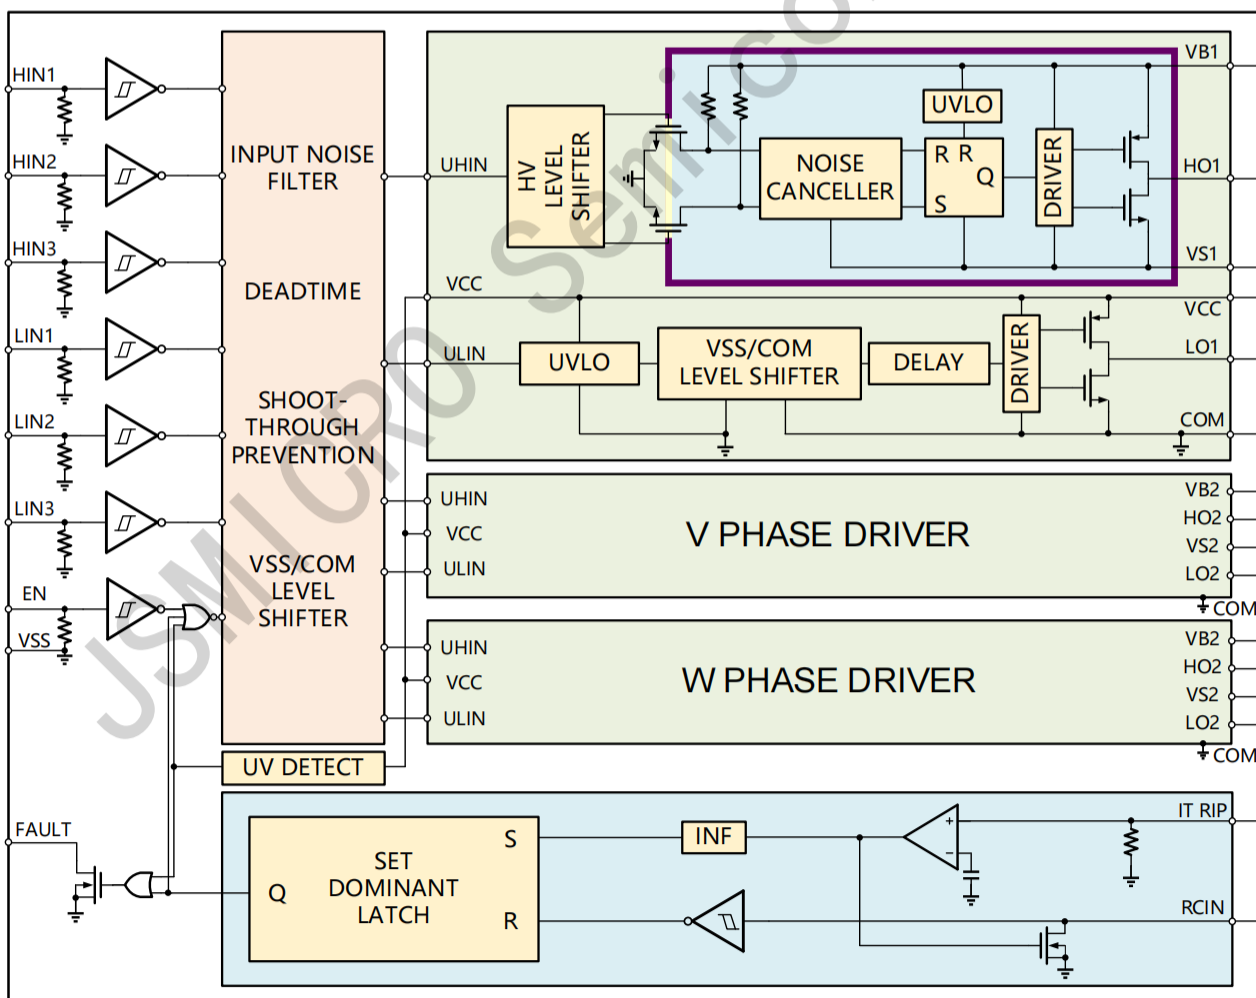 HIN1
HIN2
HIN3
LIN1
LIN2
LIN3
EN
VSS
FAULT
INPUT NOISE
FILTER
DEADTIME
SHOOT-
THROUGH
PREVENTION
VSS/COM
LEVEL
SHIFTER
UV DETECT
UHIN
HV
LEVEL
SHIFTER
NOISE
CANCELLER
UVLO
R R
Q
S
DRIVER
VB1
HO1
VS1
VCC
VCC
ULIN
UVLO
VSS/COM
LEVEL SHIFTER
DELAY
DRIVER
LO1
COM
UHIN
VCC
ULIN
V PHASE DRIVER
VB2
HO2
VS2
LO2
COM
UHIN
VCC
ULIN
W PHASE DRIVER
VB2
HO2
VS2
LO2
COM
SET
DOMINANT
LATCH
Q
S
R
INF
+
-
IT RIP
RCIN
JSMICRO Semico